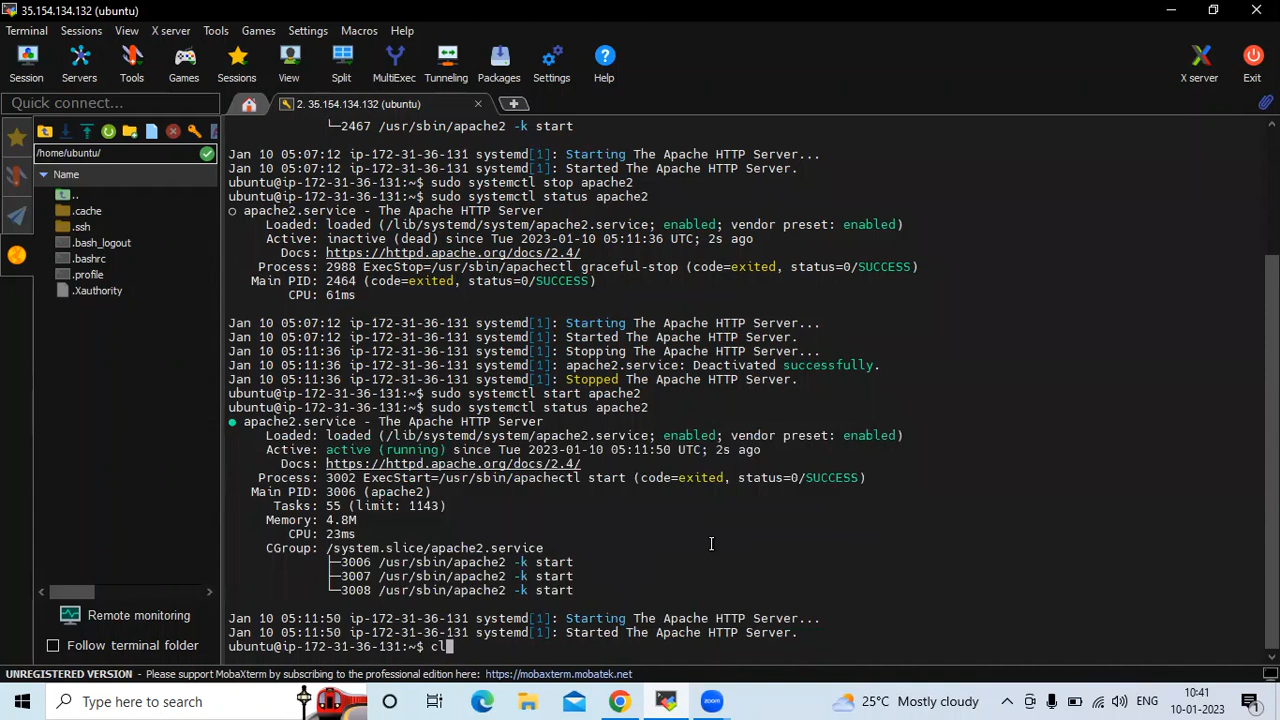 35.154.134.132 (ubuntu)
Terminal Sessions View X server Tools Games Settings Macros Help
Session Servers Tools Games Sessions View Split MultiExec Tunneling Packages Settings Help X server Exit
Quick connect...
2. 35.154.134.132 (ubuntu)
/home/ubuntu/
Name
..
.cache
.ssh
.bash_logout
.bashrc
.profile
.Xauthority
Remote monitoring
Follow terminal folder
└─2467 /usr/sbin/apache2 -k start
Jan 10 05:07:12 ip-172-31-36-131 systemd[1]: Starting The Apache HTTP Server...
Jan 10 05:07:12 ip-172-31-36-131 systemd[1]: Started The Apache HTTP Server.
ubuntu@ip-172-31-36-131:~$ sudo systemctl stop apache2
ubuntu@ip-172-31-36-131:~$ sudo systemctl status apache2
○ apache2.service - The Apache HTTP Server
Loaded: loaded (/lib/systemd/system/apache2.service; enabled; vendor preset: enabled)
Active: inactive (dead) since Tue 2023-01-10 05:11:36 UTC; 2s ago
Docs: https://httpd.apache.org/docs/2.4/
Process: 2988 ExecStop=/usr/sbin/apachectl graceful-stop (code=exited, status=0/SUCCESS)
Main PID: 2464 (code=exited, status=0/SUCCESS)
CPU: 61ms
Jan 10 05:07:12 ip-172-31-36-131 systemd[1]: Starting The Apache HTTP Server...
Jan 10 05:07:12 ip-172-31-36-131 systemd[1]: Started The Apache HTTP Server.
Jan 10 05:11:36 ip-172-31-36-131 systemd[1]: Stopping The Apache HTTP Server...
Jan 10 05:11:36 ip-172-31-36-131 systemd[1]: apache2.service: Deactivated successfully.
Jan 10 05:11:36 ip-172-31-36-131 systemd[1]: Stopped The Apache HTTP Server.
ubuntu@ip-172-31-36-131:~$ sudo systemctl start apache2
ubuntu@ip-172-31-36-131:~$ sudo systemctl status apache2
● apache2.service - The Apache HTTP Server
Loaded: loaded (/lib/systemd/system/apache2.service; enabled; vendor preset: enabled)
Active: active (running) since Tue 2023-01-10 05:11:50 UTC; 2s ago
Docs: https://httpd.apache.org/docs/2.4/
Process: 3002 ExecStart=/usr/sbin/apachectl start (code=exited, status=0/SUCCESS)
Main PID: 3006 (apache2)
Tasks: 55 (limit: 1143)
Memory: 4.8M
CPU: 23ms
CGroup: /system.slice/apache2.service
├─3006 /usr/sbin/apache2 -k start
├─3007 /usr/sbin/apache2 -k start
└─3008 /usr/sbin/apache2 -k start
Jan 10 05:11:50 ip-172-31-36-131 systemd[1]: Starting The Apache HTTP Server...
Jan 10 05:11:50 ip-172-31-36-131 systemd[1]: Started The Apache HTTP Server.
ubuntu@ip-172-31-36-131:~$ cl
UNREGISTERED VERSION - Please support MobaXterm by subscribing to the professional edition here: https://mobaxterm.mobatek.net
Type here to search
zoom
25°C Mostly cloudy
ENG
10:41
10-01-2023
1